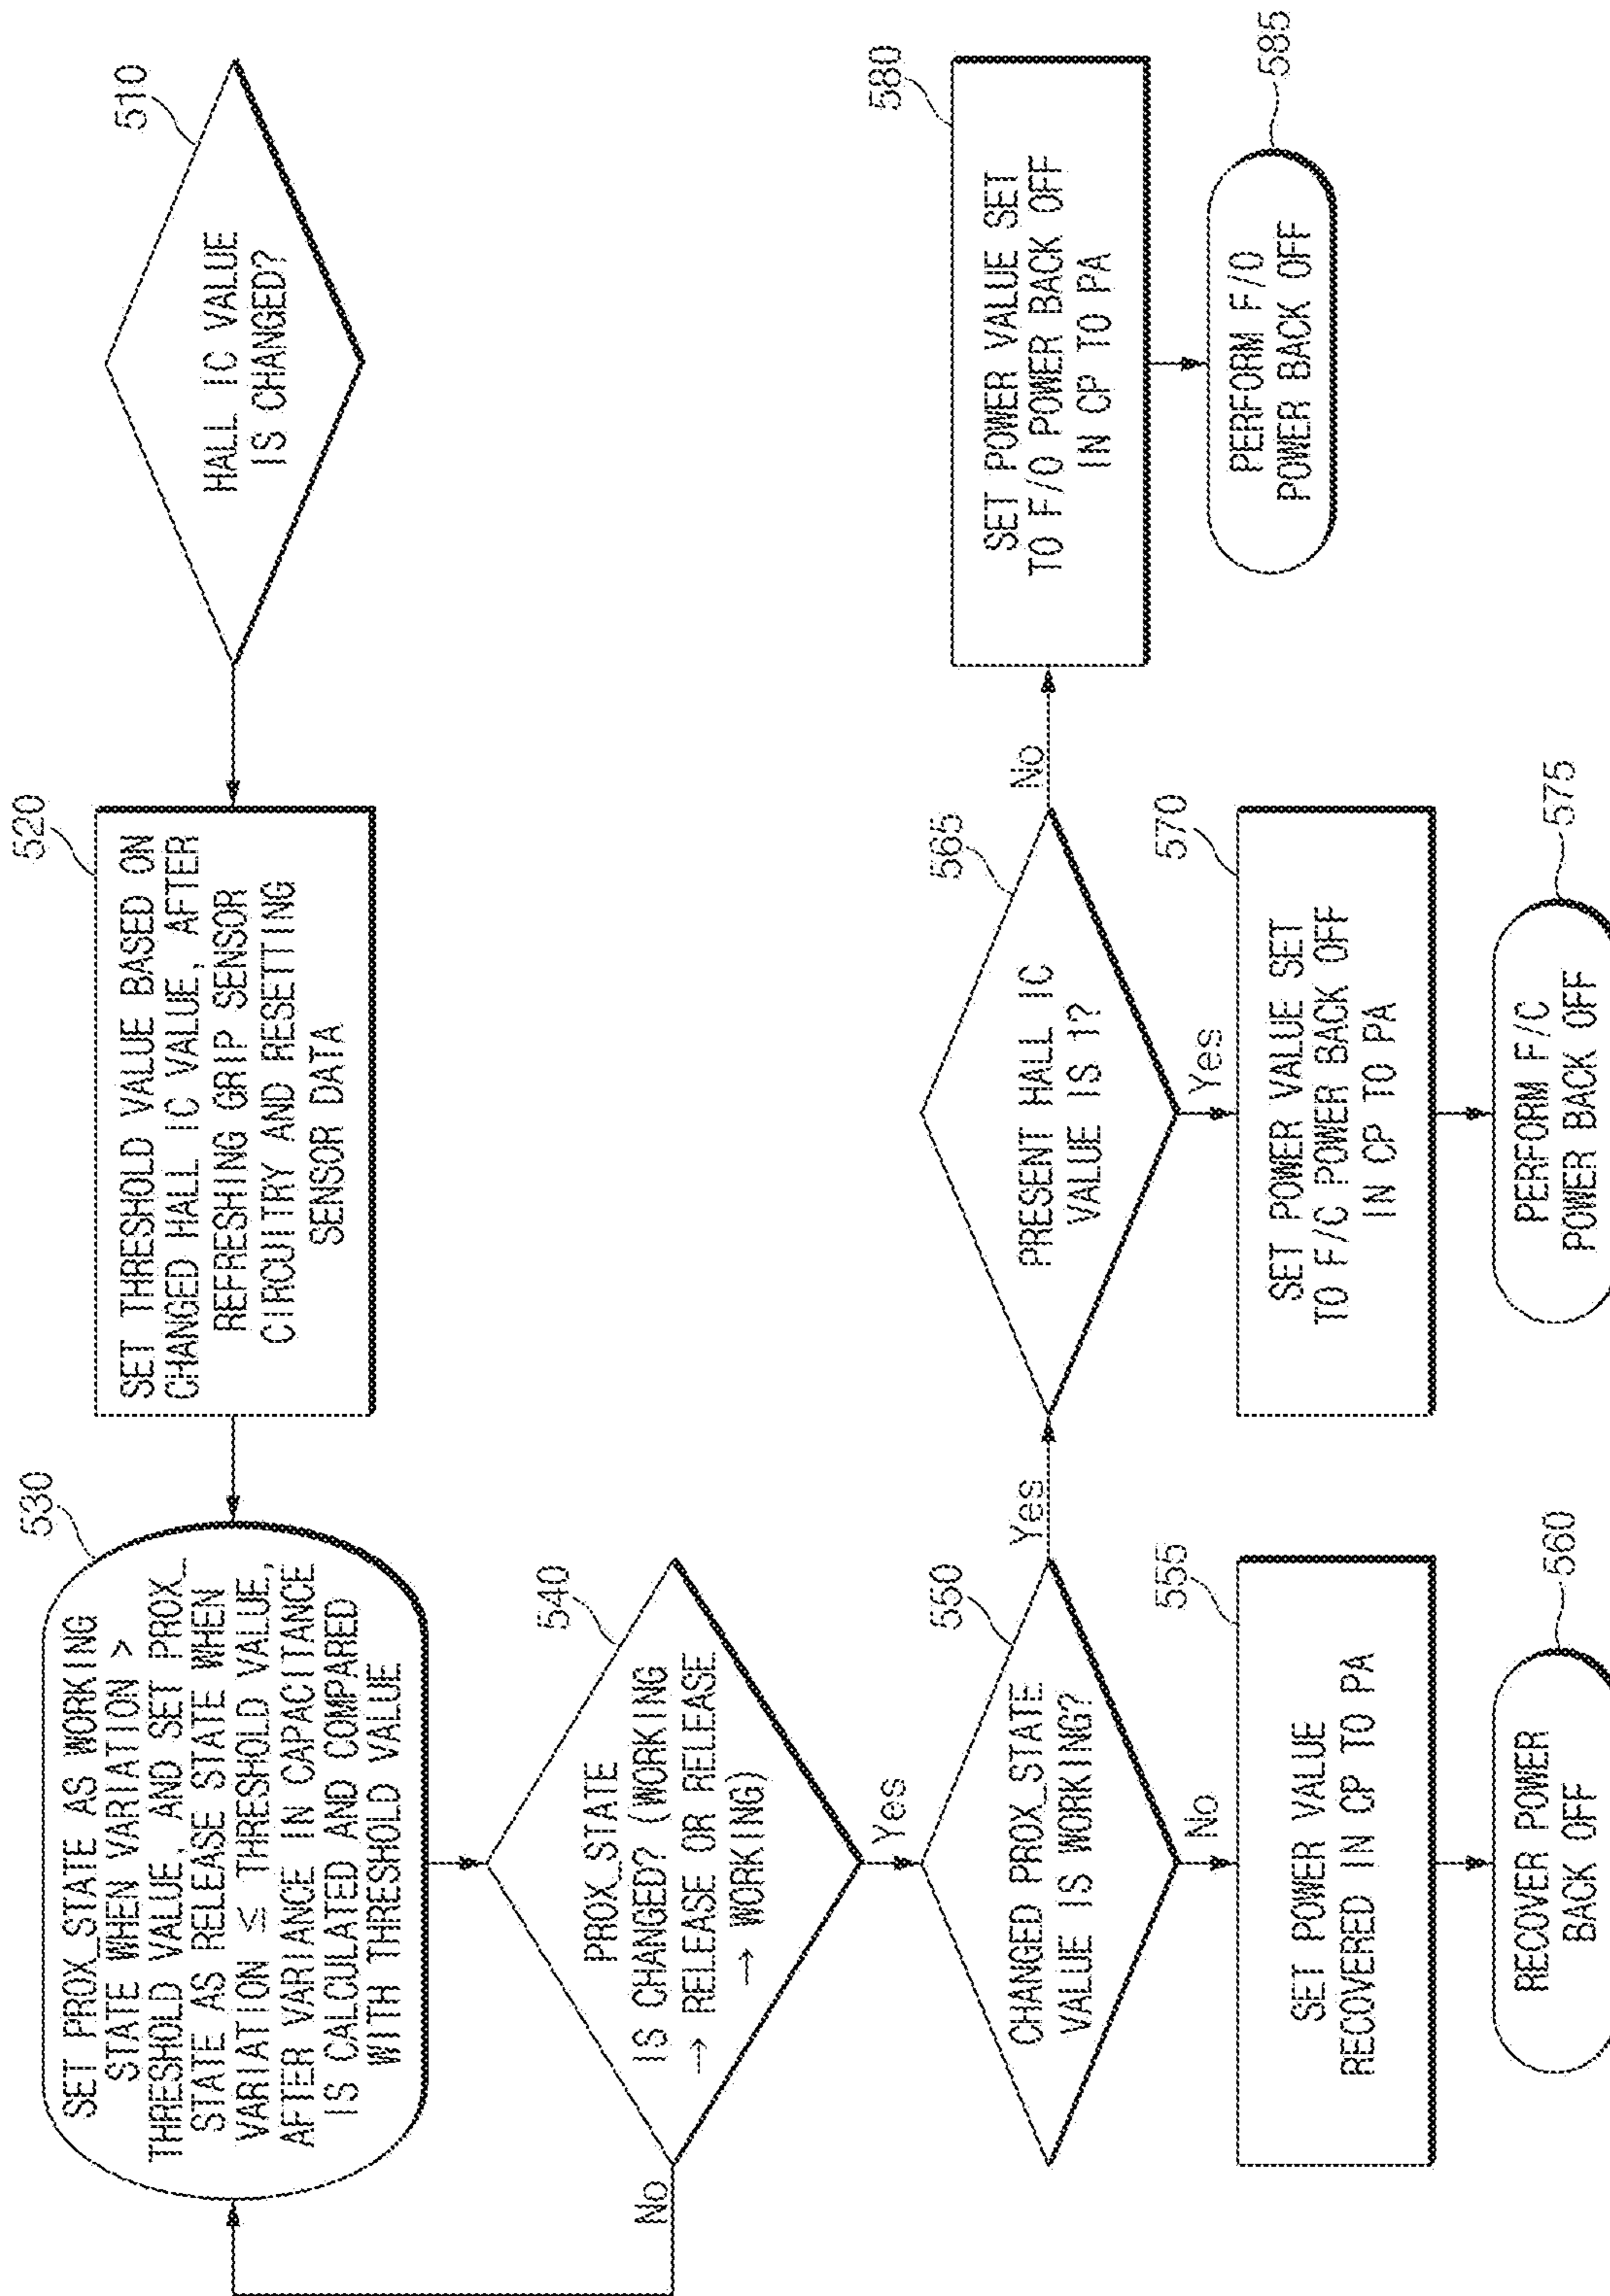 510
HALL IC VALUE
IS CHANGED?
520
SET THRESHOLD VALUE BASED ON
CHANGED HALL IC VALUE, AFTER
REFRESHING GRIP SENSOR
CIRCUITRY AND RESETTING
SENSOR DATA
530
SET PROX_STATE AS WORKING
STATE WHEN VARIATION >
THRESHOLD VALUE, AND SET PROX_
STATE AS RELEASE STATE WHEN
VARIATION ≤ THRESHOLD VALUE,
AFTER VARIANCE IN CAPACITANCE
IS CALCULATED AND COMPARED
WITH THRESHOLD VALUE
540
PROX_STATE
IS CHANGED? (WORKING
→ RELEASE OR RELEASE
→ WORKING)
No
Yes
550
CHANGED PROX_STATE
VALUE IS WORKING?
Yes
No
555
SET POWER VALUE
RECOVERED IN CP TO PA
560
RECOVER POWER
BACK OFF
565
PRESENT HALL IC
VALUE IS 1?
No
Yes
570
SET POWER VALUE SET
TO F/C POWER BACK OFF
IN CP TO PA
575
PERFORM F/C
POWER BACK OFF
580
SET POWER VALUE SET
TO F/O POWER BACK OFF
IN CP TO PA
585
PERFORM F/O
POWER BACK OFF